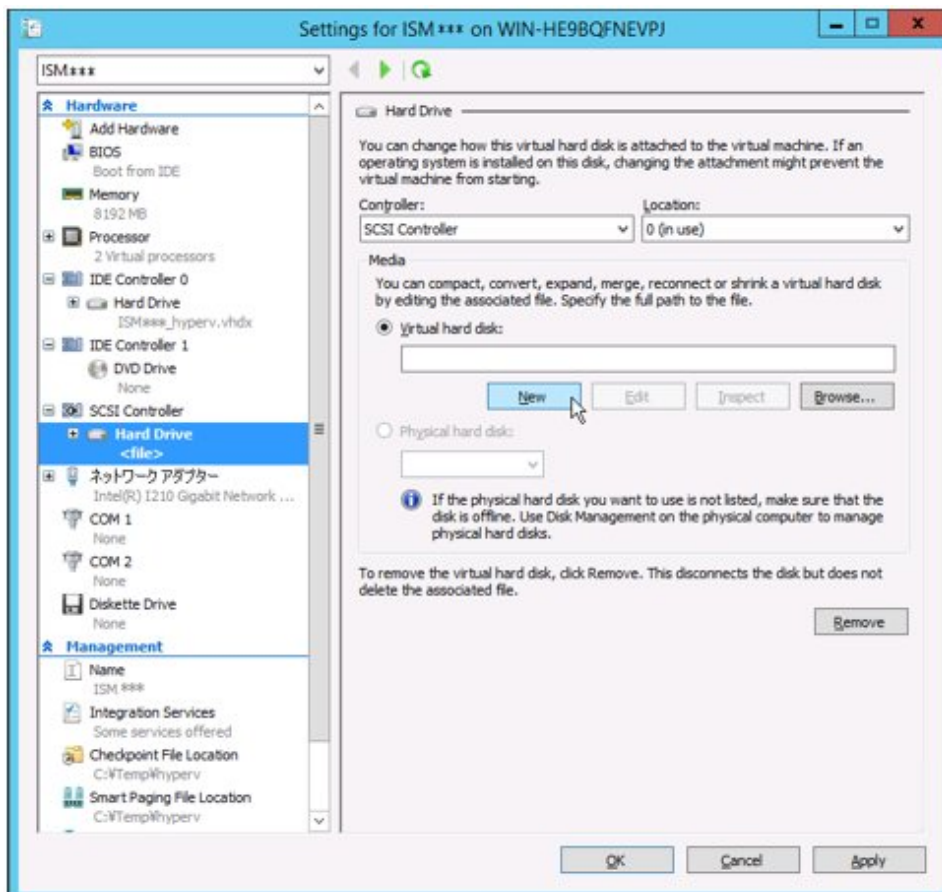 Settings for ISM*** on WIN-HE9BQFNEVPJ
ISM***
Hardware
Add Hardware
BIOS
Boot from IDE
Memory
8192 MB
Processor
2 Virtual processors
IDE Controller 0
Hard Drive
ISM***_hyperv.vhdx
IDE Controller 1
DVD Drive
None
SCSI Controller
Hard Drive
<file>
ネットワーク アダプター
Intel(R) I210 Gigabit Network ...
COM 1
None
COM 2
None
Diskette Drive
None
Management
Name
ISM ***
Integration Services
Some services offered
Checkpoint File Location
C:¥Temp¥hyperv
Smart Paging File Location
C:¥Temp¥hyperv
Hard Drive
You can change how this virtual hard disk is attached to the virtual machine. If an
operating system is installed on this disk, changing the attachment might prevent the
virtual machine from starting.
Controller:
Location:
SCSI Controller
0 (in use)
Media
You can compact, convert, expand, merge, reconnect or shrink a virtual hard disk
by editing the associated file. Specify the full path to the file.
Virtual hard disk:
New
Edit
Inspect
Browse...
Physical hard disk:
If the physical hard disk you want to use is not listed, make sure that the
disk is offline. Use Disk Management on the physical computer to manage
physical hard disks.
To remove the virtual hard disk, click Remove. This disconnects the disk but does not
delete the associated file.
Remove
OK
Cancel
Apply